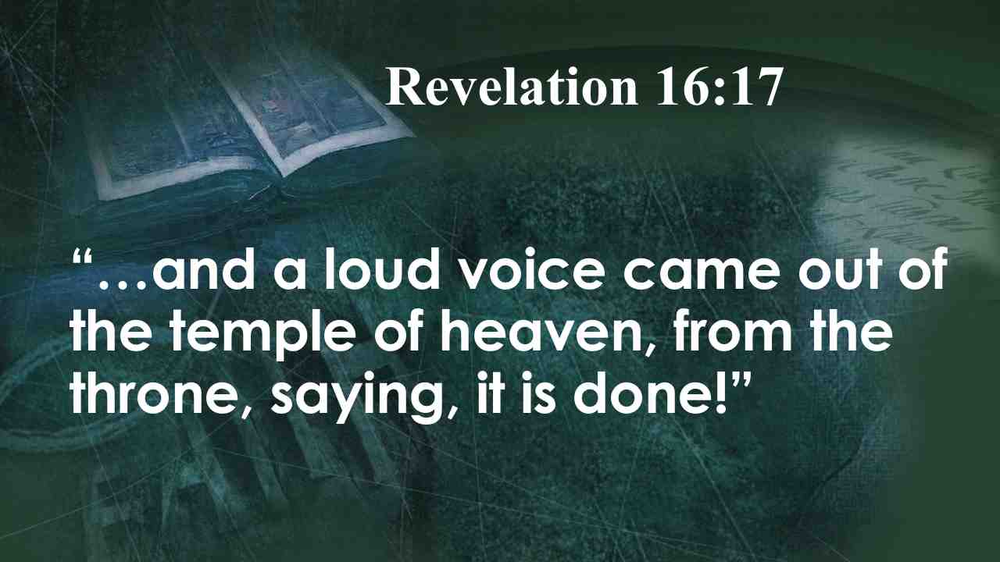 Revelation 16:17
“…and a loud voice came out of
the temple of heaven, from the
throne, saying, it is done!”